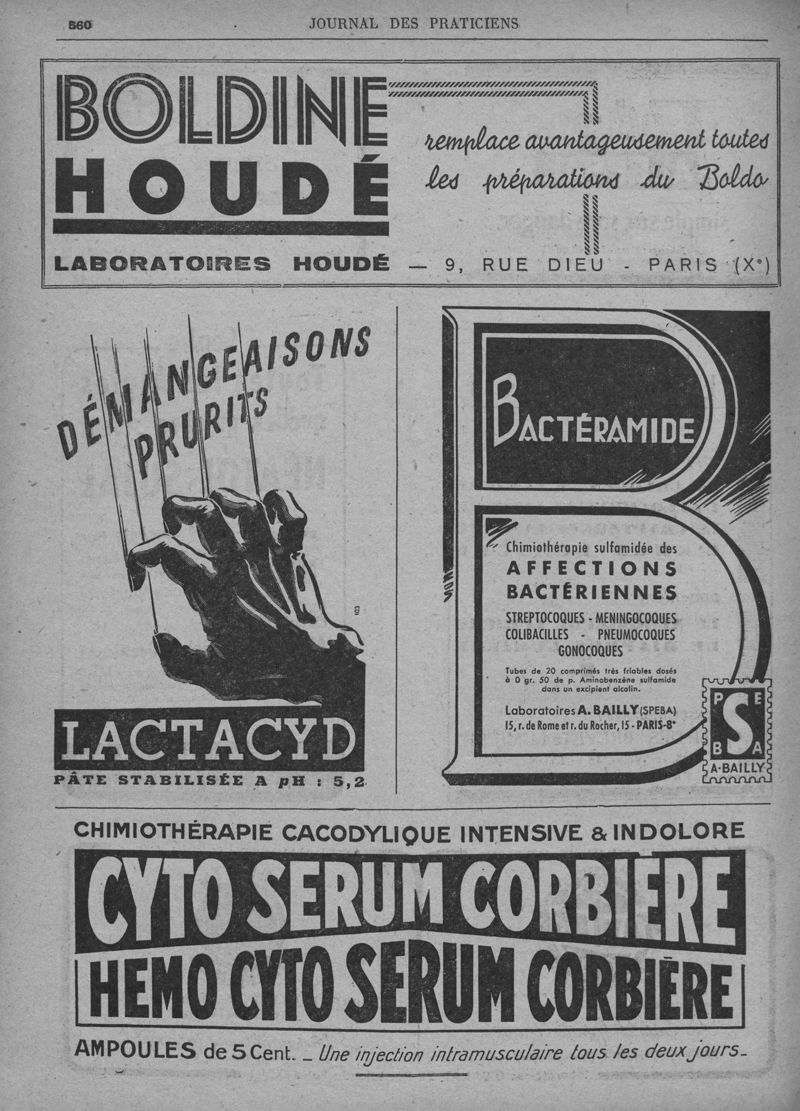 560
JOURNAL DES PRATICIENS
BOLDINE
HOUDÉ
remplace avantageusement toutes
les préparations du Boldo
LABORATOIRES HOUDÉ — 9, RUE DIEU - PARIS (Xe)
DÉMANGEAISONS
PRURITS
LACTACYD
PÂTE STABILISÉE A pH : 5,2
BACTÉRAMIDE
Chimiothérapie sulfamidée des
AFFECTIONS
BACTÉRIENNES
STREPTOCOQUES - MENINGOCOQUES
COLIBACILLES - PNEUMOCOQUES
GONOCOQUES
Tubes de 20 comprimés très friables dosés
à 0 gr. 50 de p. Aminobenzène sulfamide
dans un excipient alcalin.
Laboratoires A. BAILLY (SPEBA)
15, r. de Rome et r. du Rocher, 15 - PARIS-8e
SPEBA
A·BAILLY
CHIMIOTHÉRAPIE CACODYLIQUE INTENSIVE & INDOLORE
CYTO SERUM CORBIÈRE
HEMO CYTO SERUM CORBIÈRE
AMPOULES de 5 Cent. _ Une injection intramusculaire tous les deux jours_